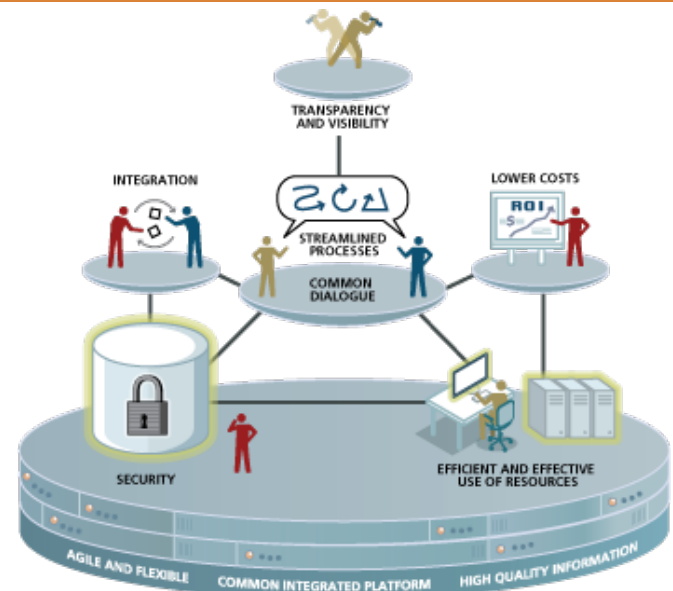 TRANSPARENCY
AND VISIBILITY
INTEGRATION
LOWER COSTS
ROI
$
STREAMLINED
PROCESSES
COMMON
DIALOGUE
SECURITY
EFFICIENT AND EFFECTIVE
USE OF RESOURCES
AGILE AND FLEXIBLE
COMMON INTEGRATED PLATFORM
HIGH QUALITY INFORMATION